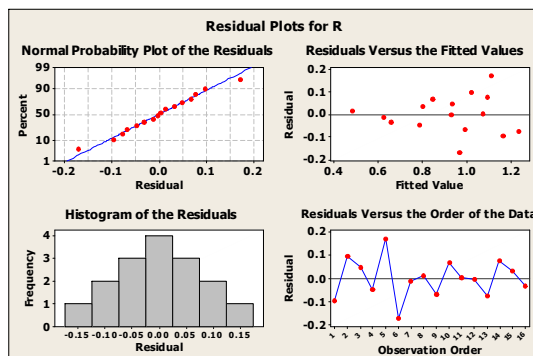 Residual Plots for R
Normal Probability Plot of the Residuals
99
90
50
10
1
Percent
-0.2 -0.1 0.0 0.1 0.2
Residual
Residuals Versus the Fitted Values
0.2
0.1
0.0
-0.1
-0.2
Residual
0.4 0.6 0.8 1.0 1.2
Fitted Value
Histogram of the Residuals
4
3
2
1
0
Frequency
-0.15 -0.10 -0.05 0.00 0.05 0.10 0.15
Residual
Residuals Versus the Order of the Data
0.2
0.1
0.0
-0.1
-0.2
Residual
1 2 3 4 5 6 7 8 9 10 11 12 13 14 15 16
Observation Order